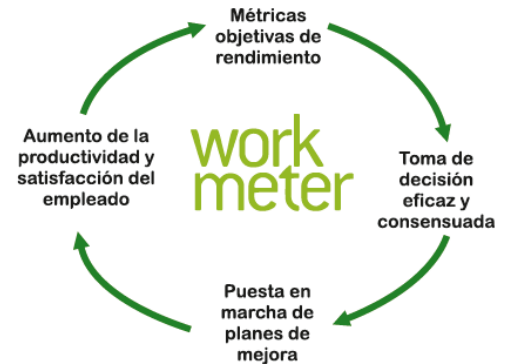 Métricas
objetivas de
rendimiento
Toma de
decisión
eficaz y
consensuada
Puesta en
marcha de
planes de
mejora
Aumento de la
productividad y
satisfacción del
empleado
work
meter